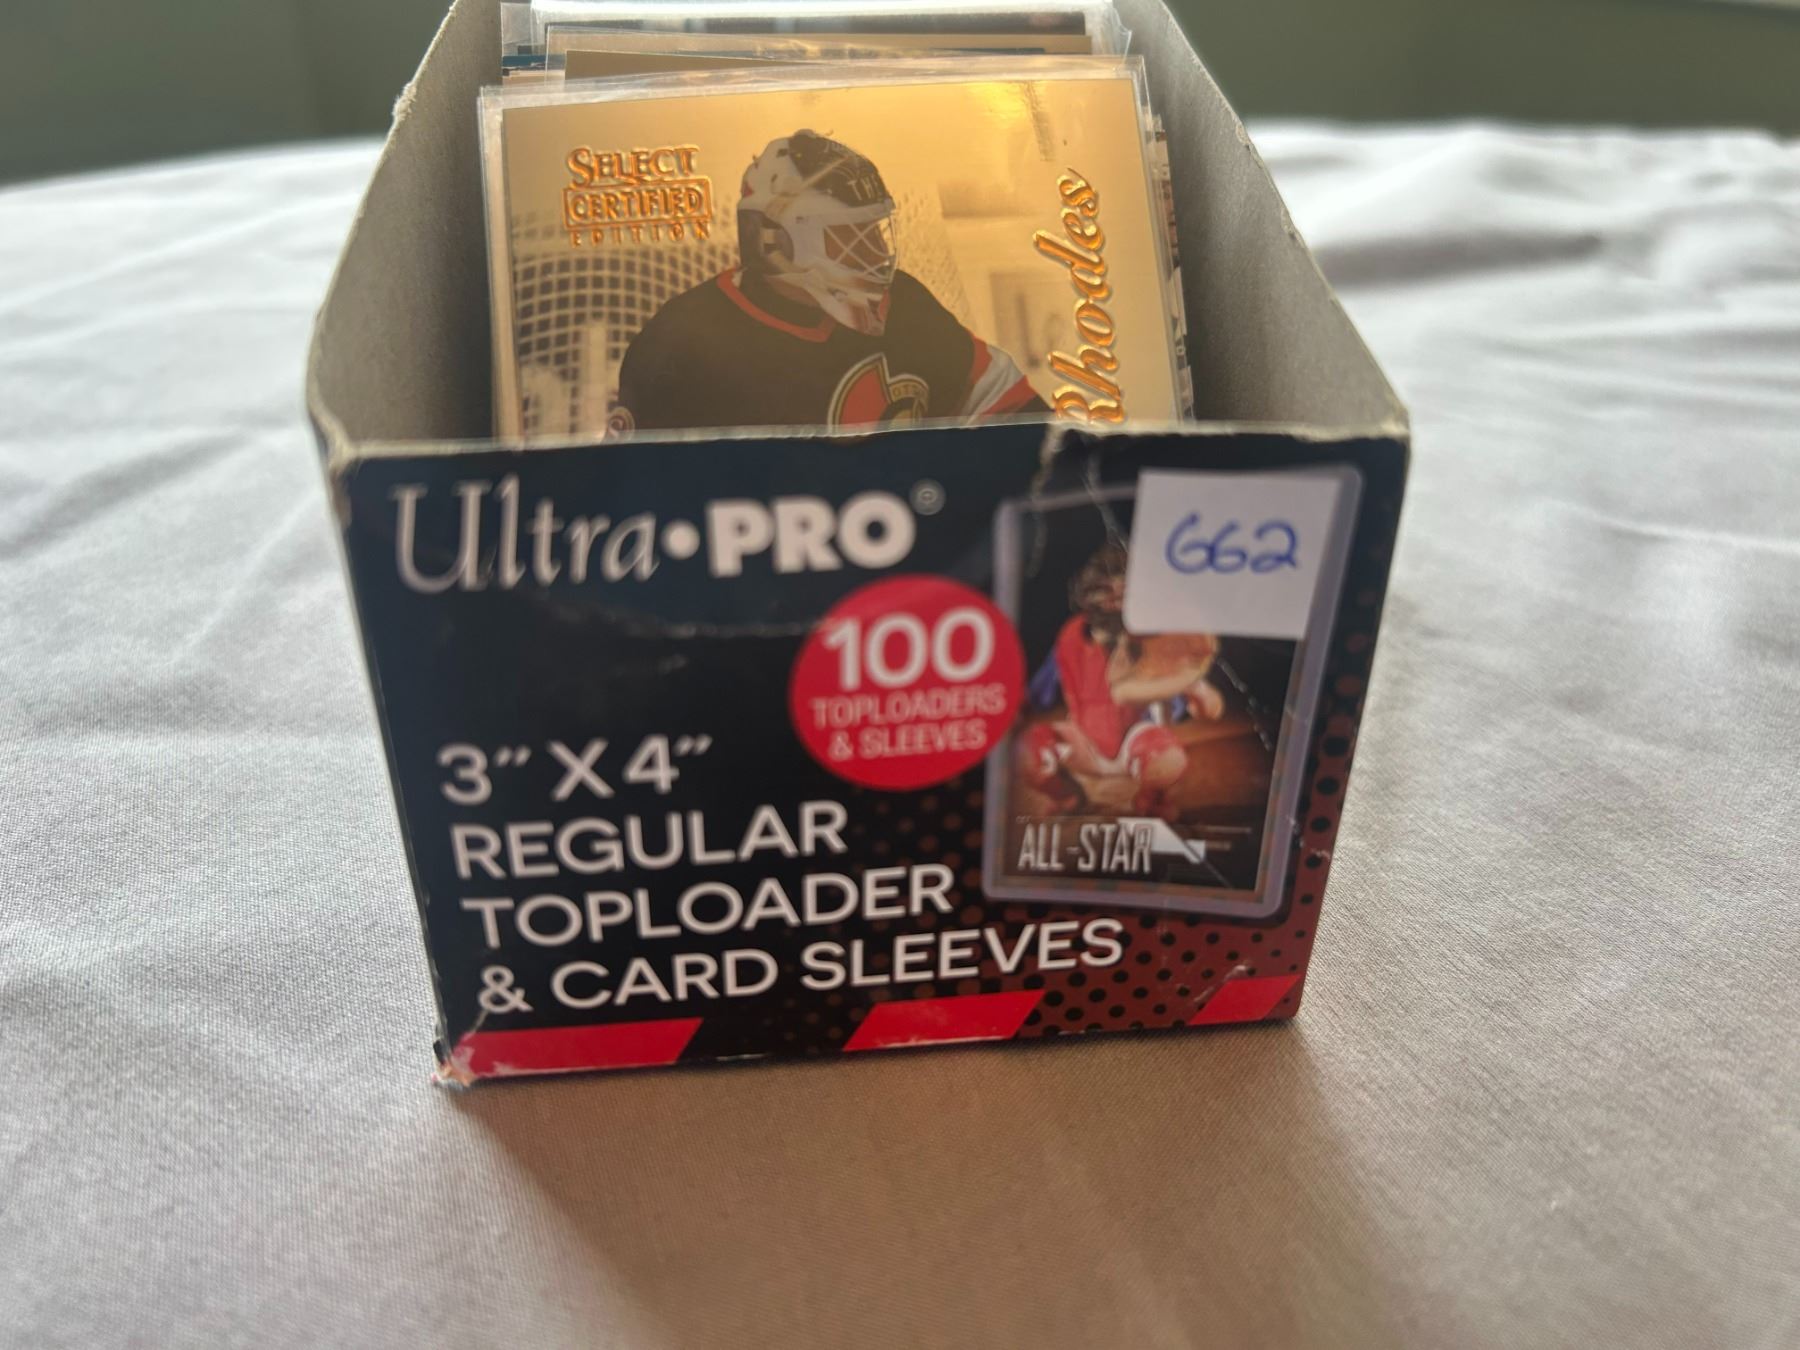 SELECT
CERTIFIED
EDITION
Rhodes
Ultra•PRO®
662
100
TOPLOADERS
& SLEEVES
3" X 4"
REGULAR
TOPLOADER
& CARD SLEEVES
ALL-STAR